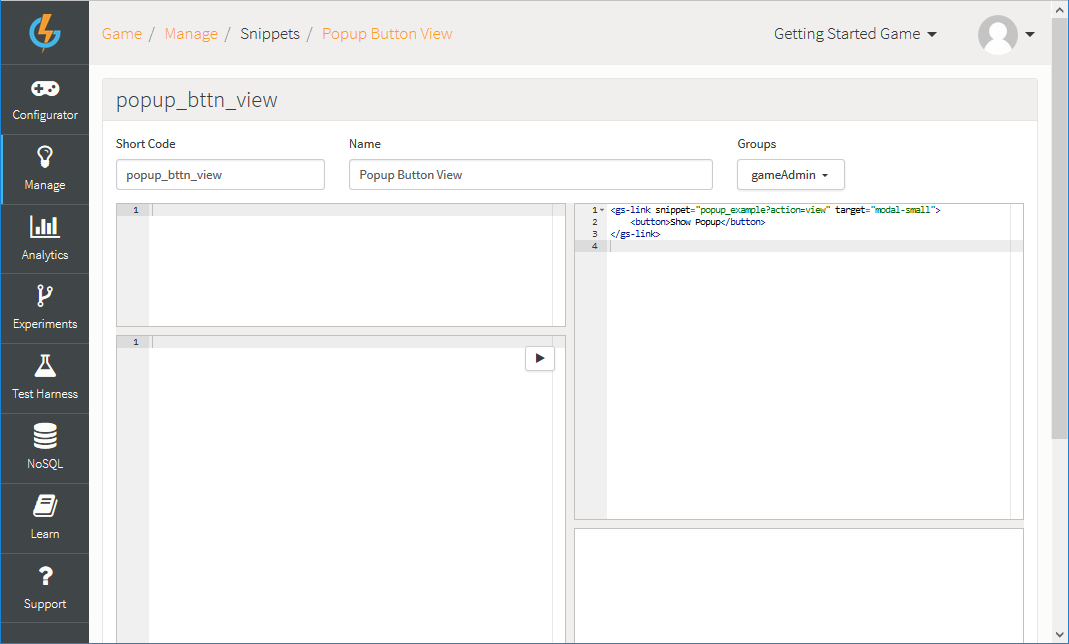 Game / Manage / Snippets / Popup Button View
Getting Started Game
Configurator
Manage
Analytics
Experiments
Test Harness
NoSQL
Learn
Support
popup_bttn_view
Short Code
Name
Groups
popup_bttn_view
Popup Button View
gameAdmin
1
1
1 <gs-link snippet="popup_example?action=view" target="modal-small">
2 <button>Show Popup</button>
3 </gs-link>
4